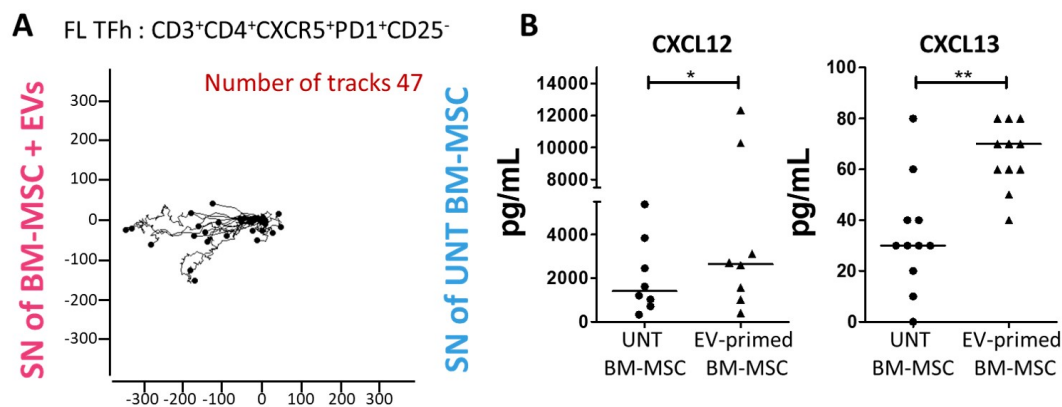 A
FL TFh : CD3⁺CD4⁺CXCR5⁺PD1⁺CD25⁻
Number of tracks 47
SN of BM-MSC + EVs
300
200
100
0
-100
-200
-300
-300 -200 -100 0 100 200 300
SN of UNT BM-MSC
B
CXCL12
*
pg/mL
14000
12000
10000
8000
4000
2000
0
UNT
BM-MSC
EV-primed
BM-MSC
CXCL13
**
pg/mL
100
80
60
40
20
0
UNT
BM-MSC
EV-primed
BM-MSC